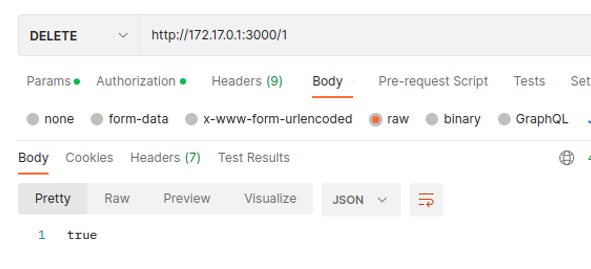 DELETE http://172.17.0.1:3000/1
Params Authorization Headers (9) Body Pre-request Script Tests Set
none form-data x-www-form-urlencoded raw binary GraphQL
Body Cookies Headers (7) Test Results
Pretty Raw Preview Visualize JSON
1 true